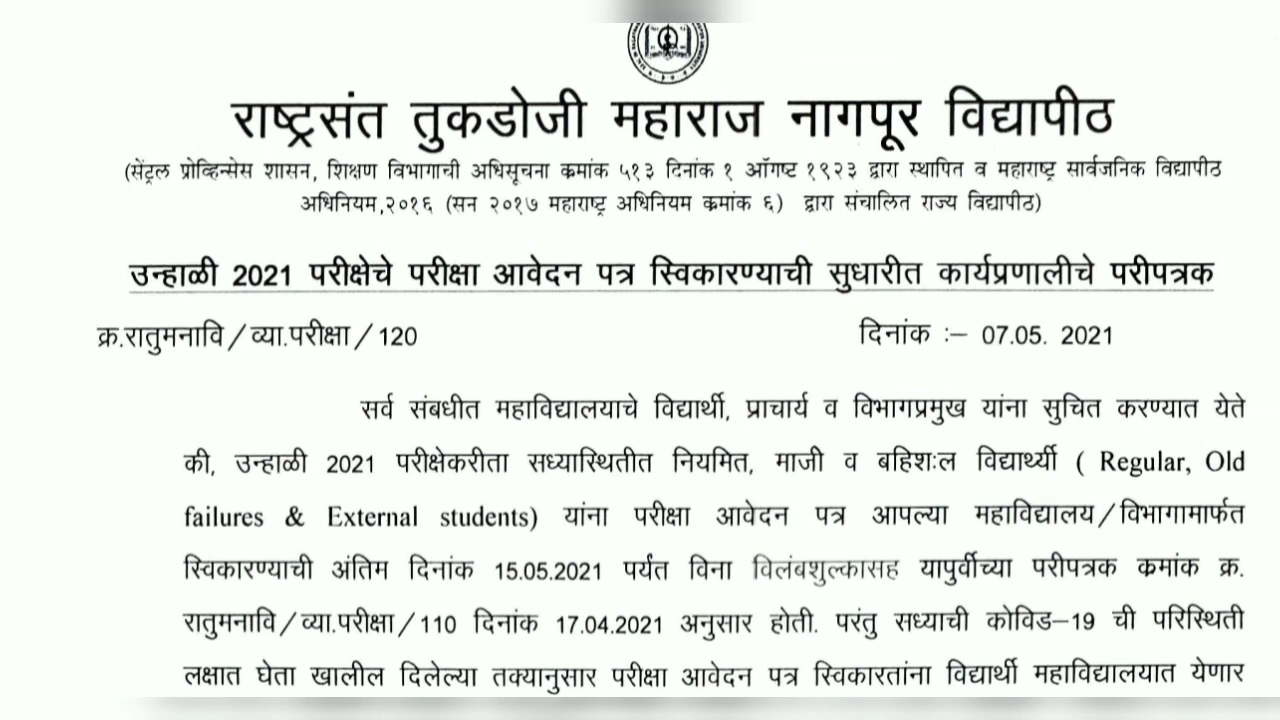 राष्ट्रसंत तुकडोजी महाराज नागपूर विद्यापीठ
(सेंट्रल प्रोव्हिन्सेस शासन, शिक्षण विभागाची अधिसूचना क्रमांक ५१३ दिनांक १ ऑगष्ट १९२३ द्वारा स्थापित व महाराष्ट्र सार्वजनिक विद्यापीठ
अधिनियम,२०१६ (सन २०१७ महाराष्ट्र अधिनियम क्रमांक ६) द्वारा संचालित राज्य विद्यापीठ)
उन्हाळी 2021 परीक्षेचे परीक्षा आवेदन पत्र स्विकारण्याची सुधारीत कार्यप्रणालीचे परीपत्रक
क्र.रातुमनावि/व्या.परीक्षा/120 दिनांक :– 07.05. 2021
सर्व संबधीत महाविद्यालयाचे विद्यार्थी, प्राचार्य व विभागप्रमुख यांना सुचित करण्यात येते
की, उन्हाळी 2021 परीक्षेकरीता सध्यास्थितीत नियमित, माजी व बहिशःल विद्यार्थ्यी ( Regular, Old
failures & External students) यांना परीक्षा आवेदन पत्र आपल्या महाविद्यालय/विभागामार्फत
स्विकारण्याची अंतिम दिनांक 15.05.2021 पर्यंत विना विलंबशुल्कासह यापुर्वीच्या परीपत्रक क्रमांक क्र.
रातुमनावि/व्या.परीक्षा/110 दिनांक 17.04.2021 अनुसार होती. परंतु सध्याची कोविड–19 ची परिस्थिती
लक्षात घेता खालील दिलेल्या तक्यानुसार परीक्षा आवेदन पत्र स्विकारतांना विद्यार्थी महाविद्यालयात येणार